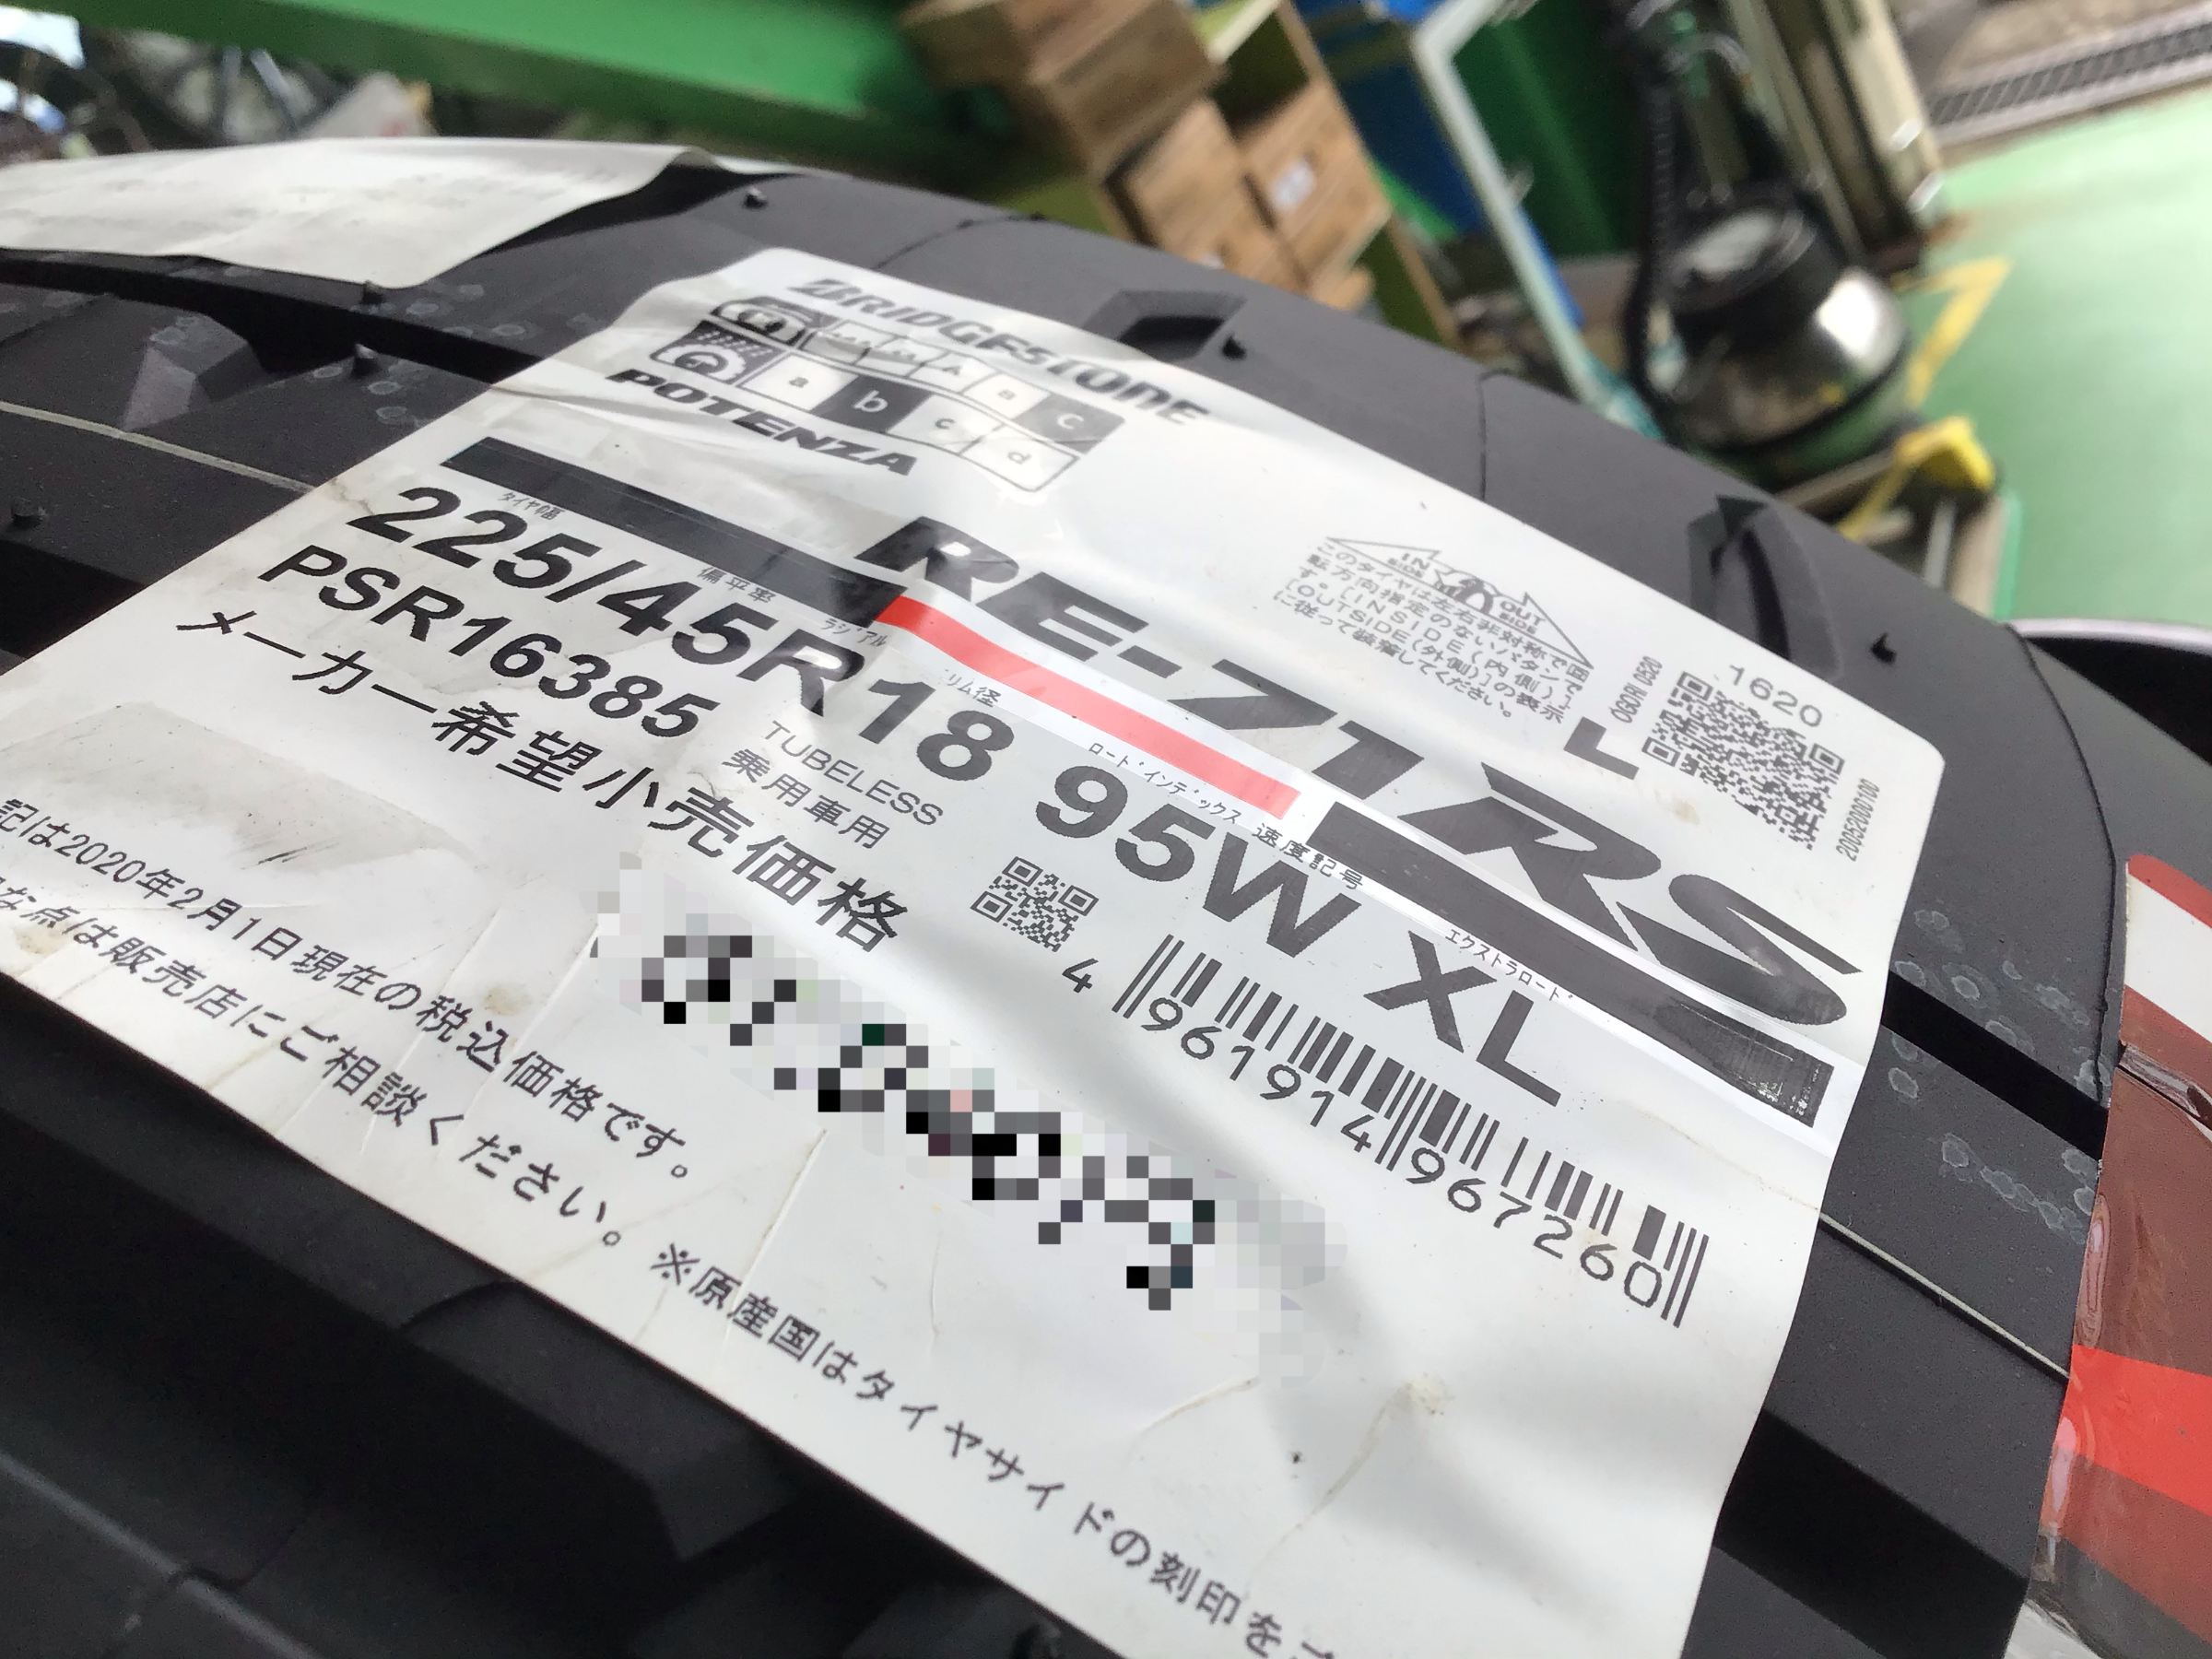 BRIDGESTONE
A B C
a b c d
POTENZA
RE-71RS
IN SIDE OUT SIDE
このタイヤは左右非対称で回
転方向指定のないパタンで
す。[INSIDE(内側)]
[OUTSIDE(外側)]の表示
に従って装着してください。
L
OGORI 0520
1620
2005200100
タイヤ幅 偏平率 ラジアル リム径 ロードインデックス 速度記号 エクストラロード
225/45R18 95W XL
PSR16385
TUBELESS
乗用車用
メーカー希望小売価格
4 961914 967260
記は2020年2月1日現在の税込価格です。
な点は販売店にご相談ください。 ※原産国はタイヤサイドの刻印をご